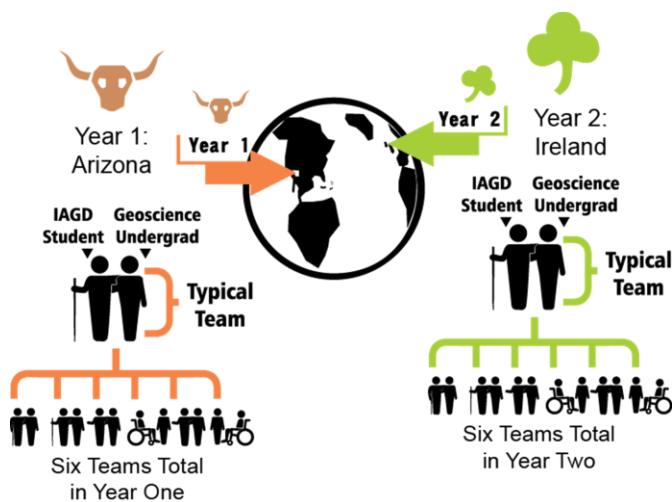 Year 1:
Arizona
Year 1
Year 2
Year 2:
Ireland
IAGD
Student
Geoscience
Undergrad
Typical
Team
Six Teams Total
in Year One
IAGD
Student
Geoscience
Undergrad
Typical
Team
Six Teams Total
in Year Two